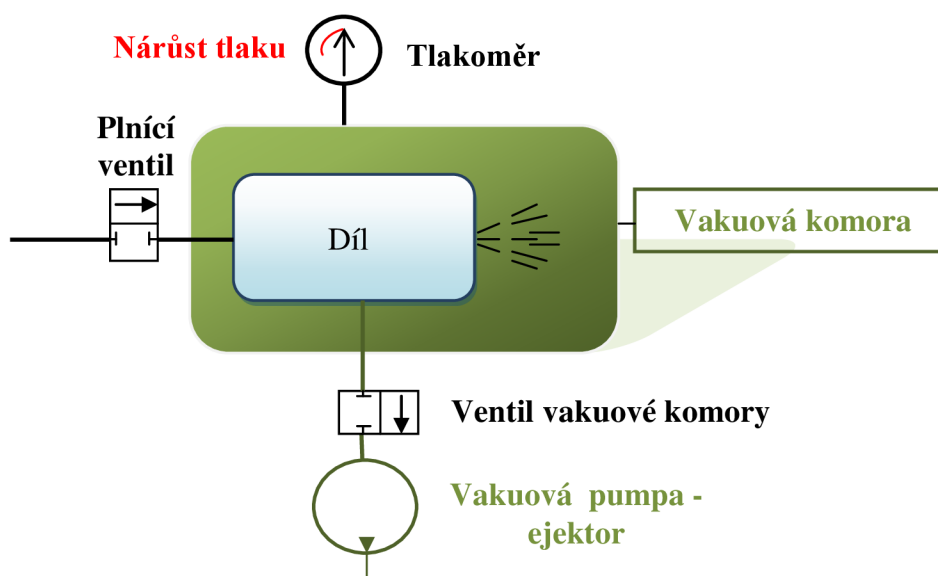 Nárůst tlaku
Tlakoměr
Plnící
ventil
Díl
Vakuová komora
Ventil vakuové komory
Vakuová pumpa -
ejektor